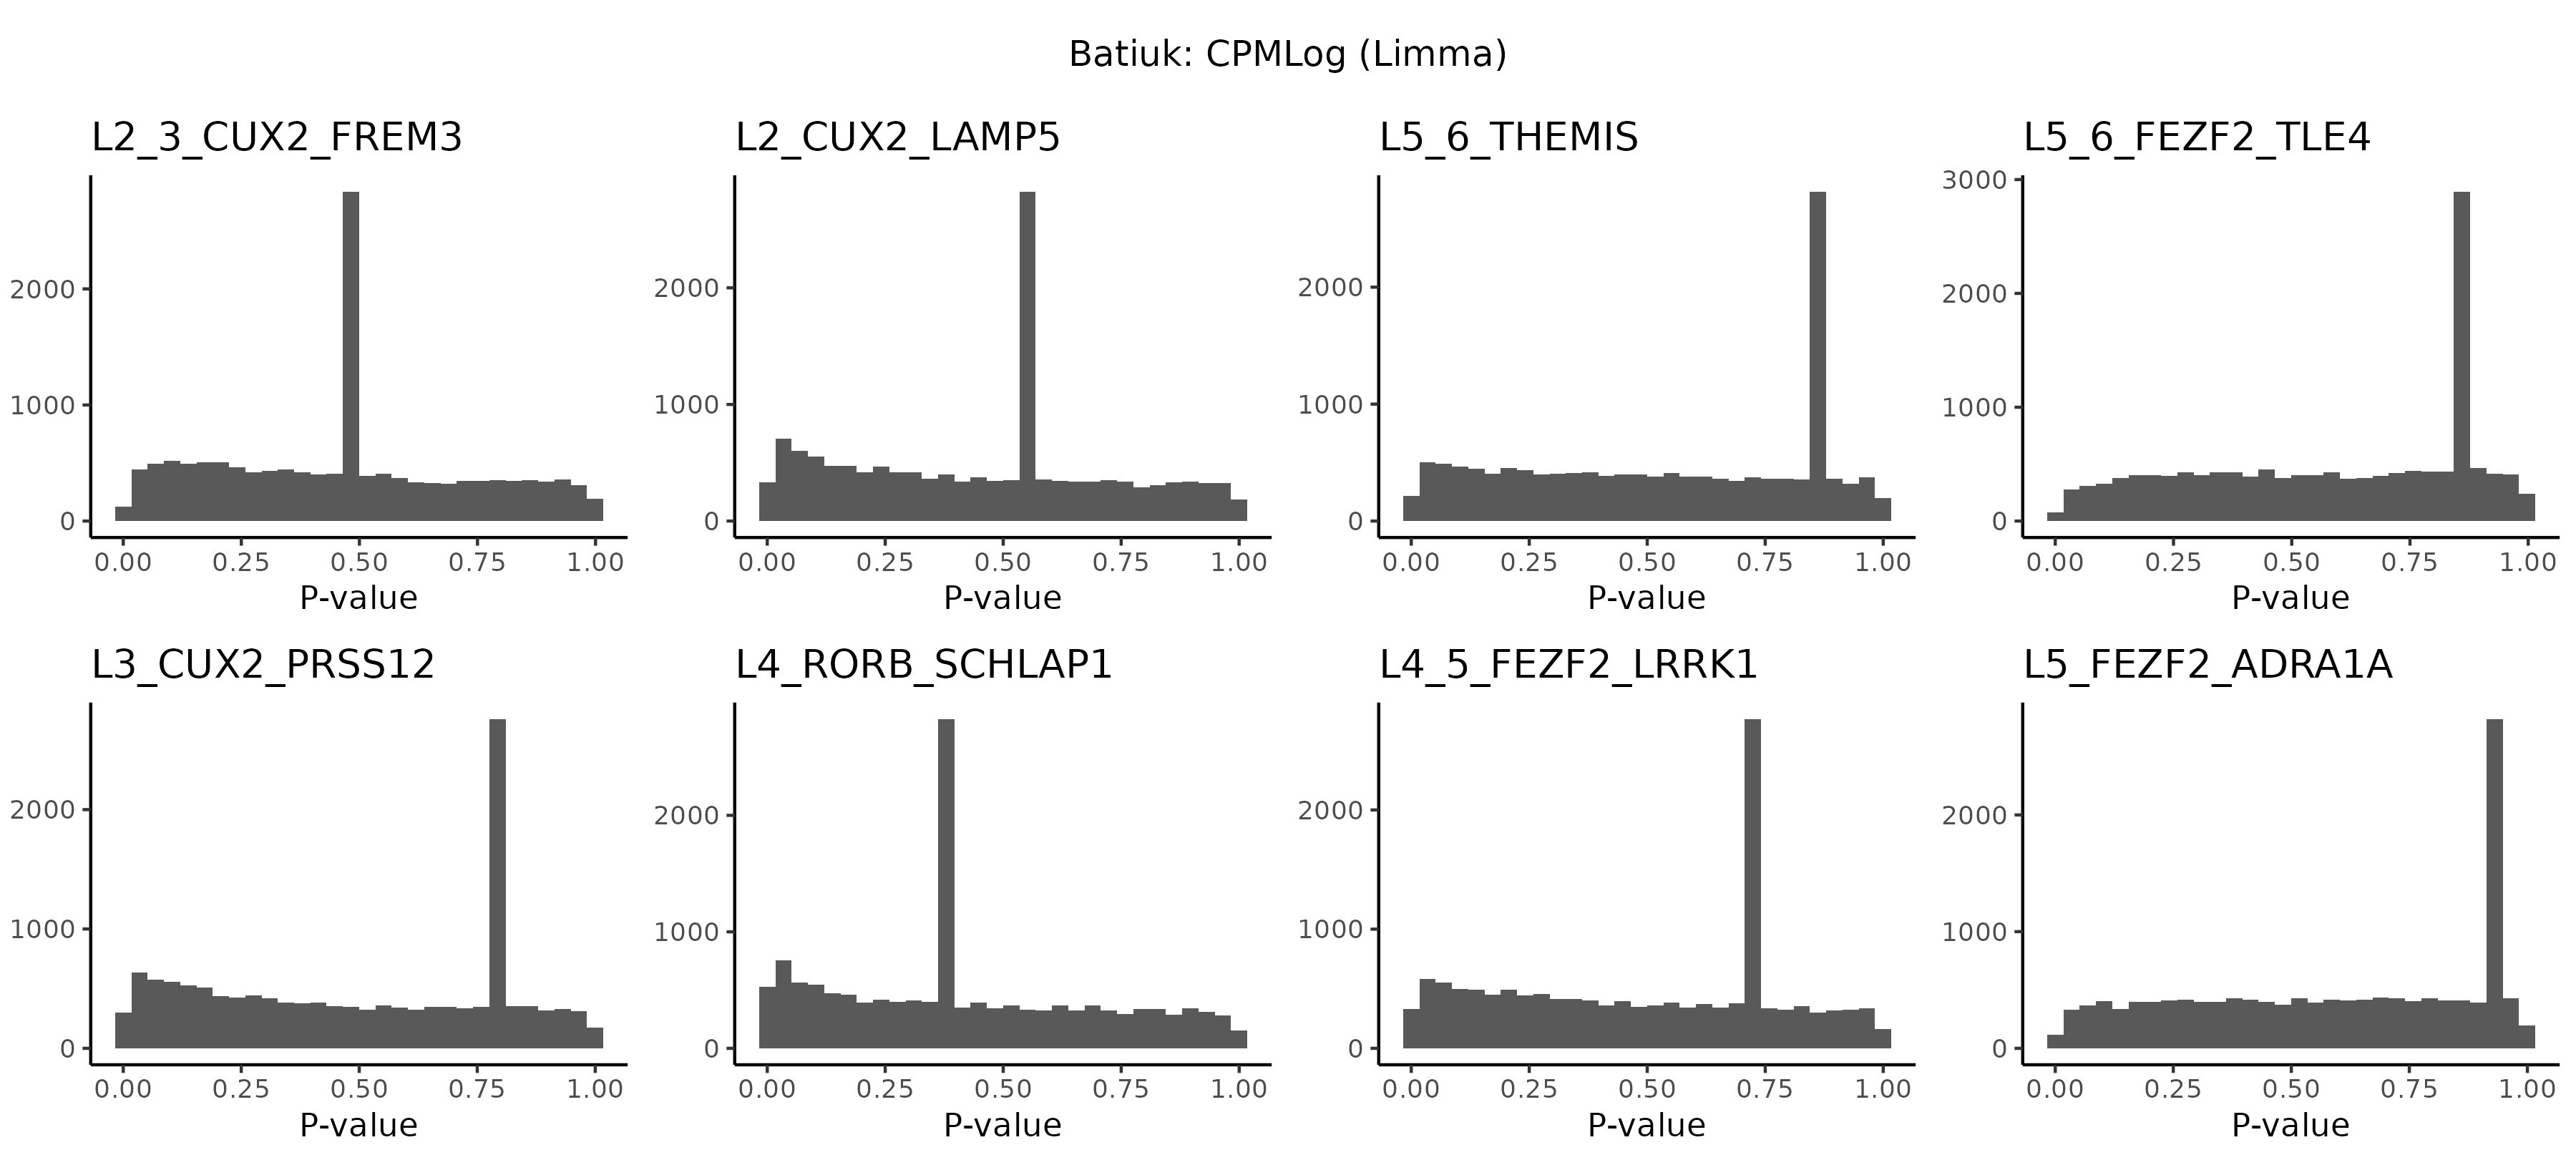 Batiuk: CPMLog (Limma)
L2_3_CUX2_FREM3
L2_CUX2_LAMP5
L5_6_THEMIS
L5_6_FEZF2_TLE4
2000
1000
0
0.00 0.25 0.50 0.75 1.00
P-value
2000
1000
0
0.00 0.25 0.50 0.75 1.00
P-value
2000
1000
0
0.00 0.25 0.50 0.75 1.00
P-value
3000
2000
1000
0
0.00 0.25 0.50 0.75 1.00
P-value
L3_CUX2_PRSS12
L4_RORB_SCHLAP1
L4_5_FEZF2_LRRK1
L5_FEZF2_ADRA1A
2000
1000
0
0.00 0.25 0.50 0.75 1.00
P-value
2000
1000
0
0.00 0.25 0.50 0.75 1.00
P-value
2000
1000
0
0.00 0.25 0.50 0.75 1.00
P-value
2000
1000
0
0.00 0.25 0.50 0.75 1.00
P-value